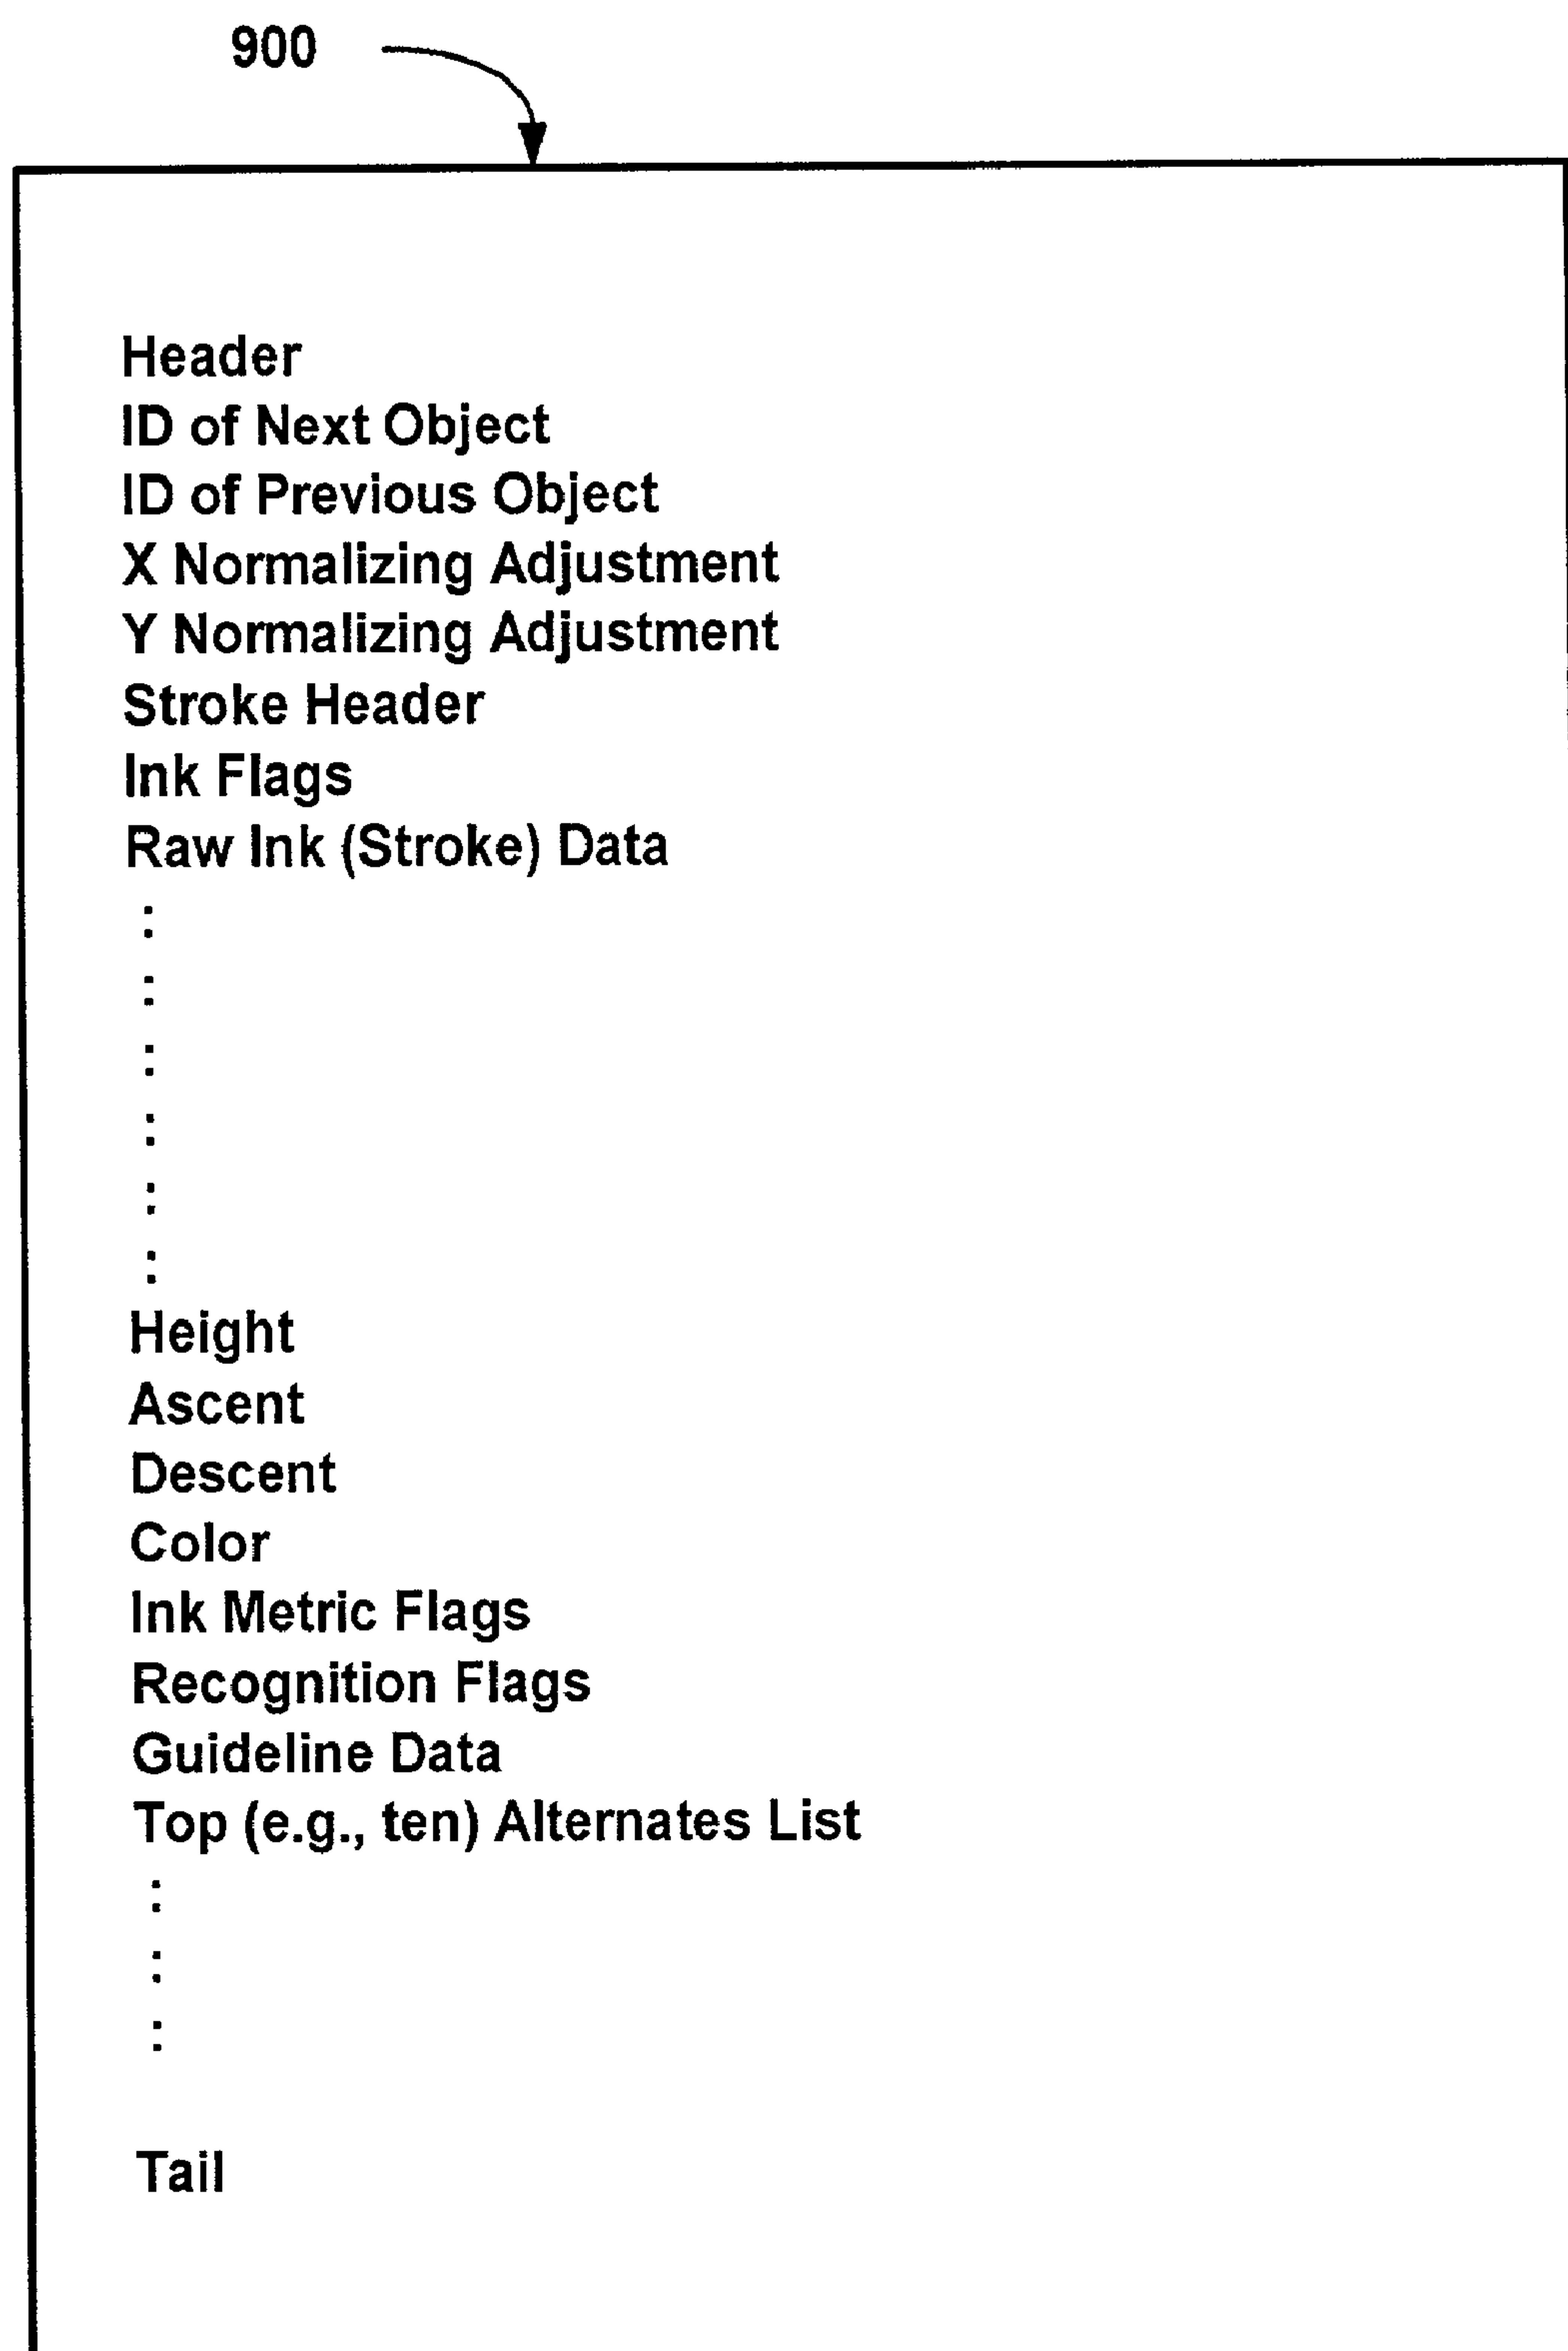 900
Header
ID of Next Object
ID of Previous Object
X Normalizing Adjustment
Y Normalizing Adjustment
Stroke Header
Ink Flags
Raw Ink (Stroke) Data
:
:
:
:
:
:
Height
Ascent
Descent
Color
Ink Metric Flags
Recognition Flags
Guideline Data
Top (e.g., ten) Alternates List
:
:
:
Tail